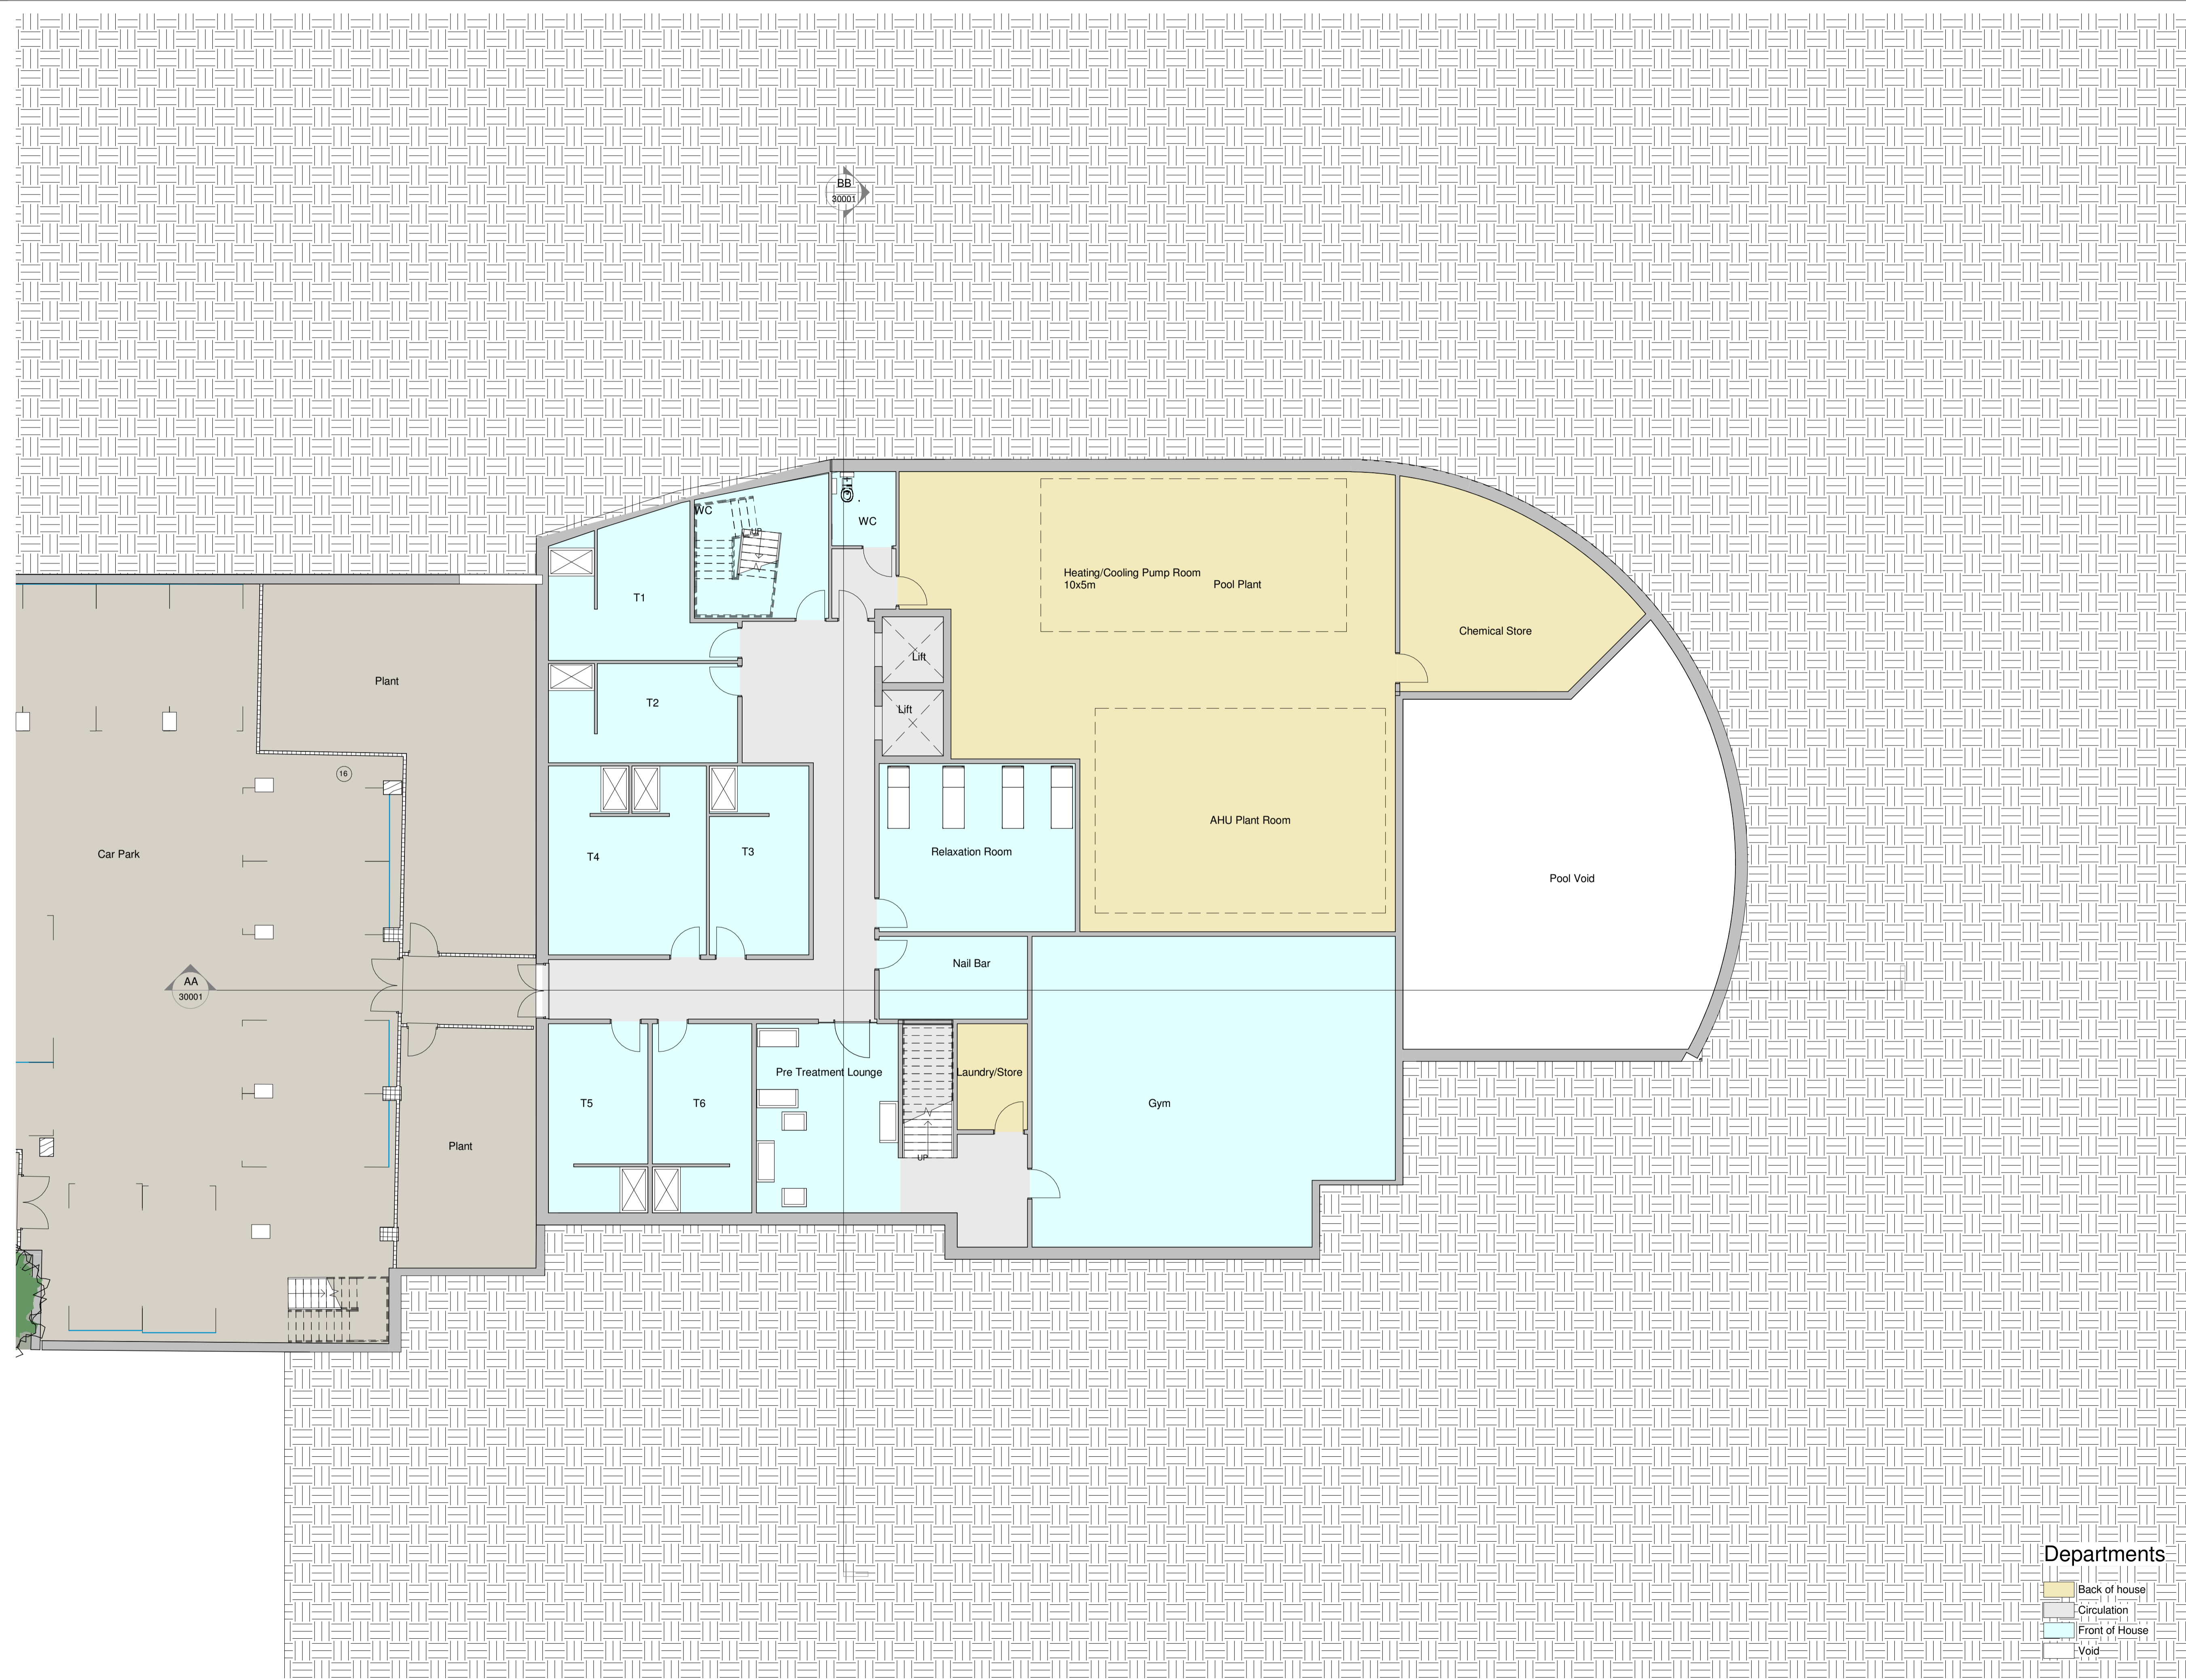 BB
30001
WC
UP
WC
Heating/Cooling Pump Room
10x5m
Pool Plant
T1
Chemical Store
Lift
Plant
T2
Lift
16
AHU Plant Room
Car Park
T4
T3
Relaxation Room
Pool Void
Nail Bar
AA
30001
Pre Treatment Lounge
Laundry/Store
T5
T6
Gym
Plant
UP
Departments
Back of house
Circulation
Front of House
Void